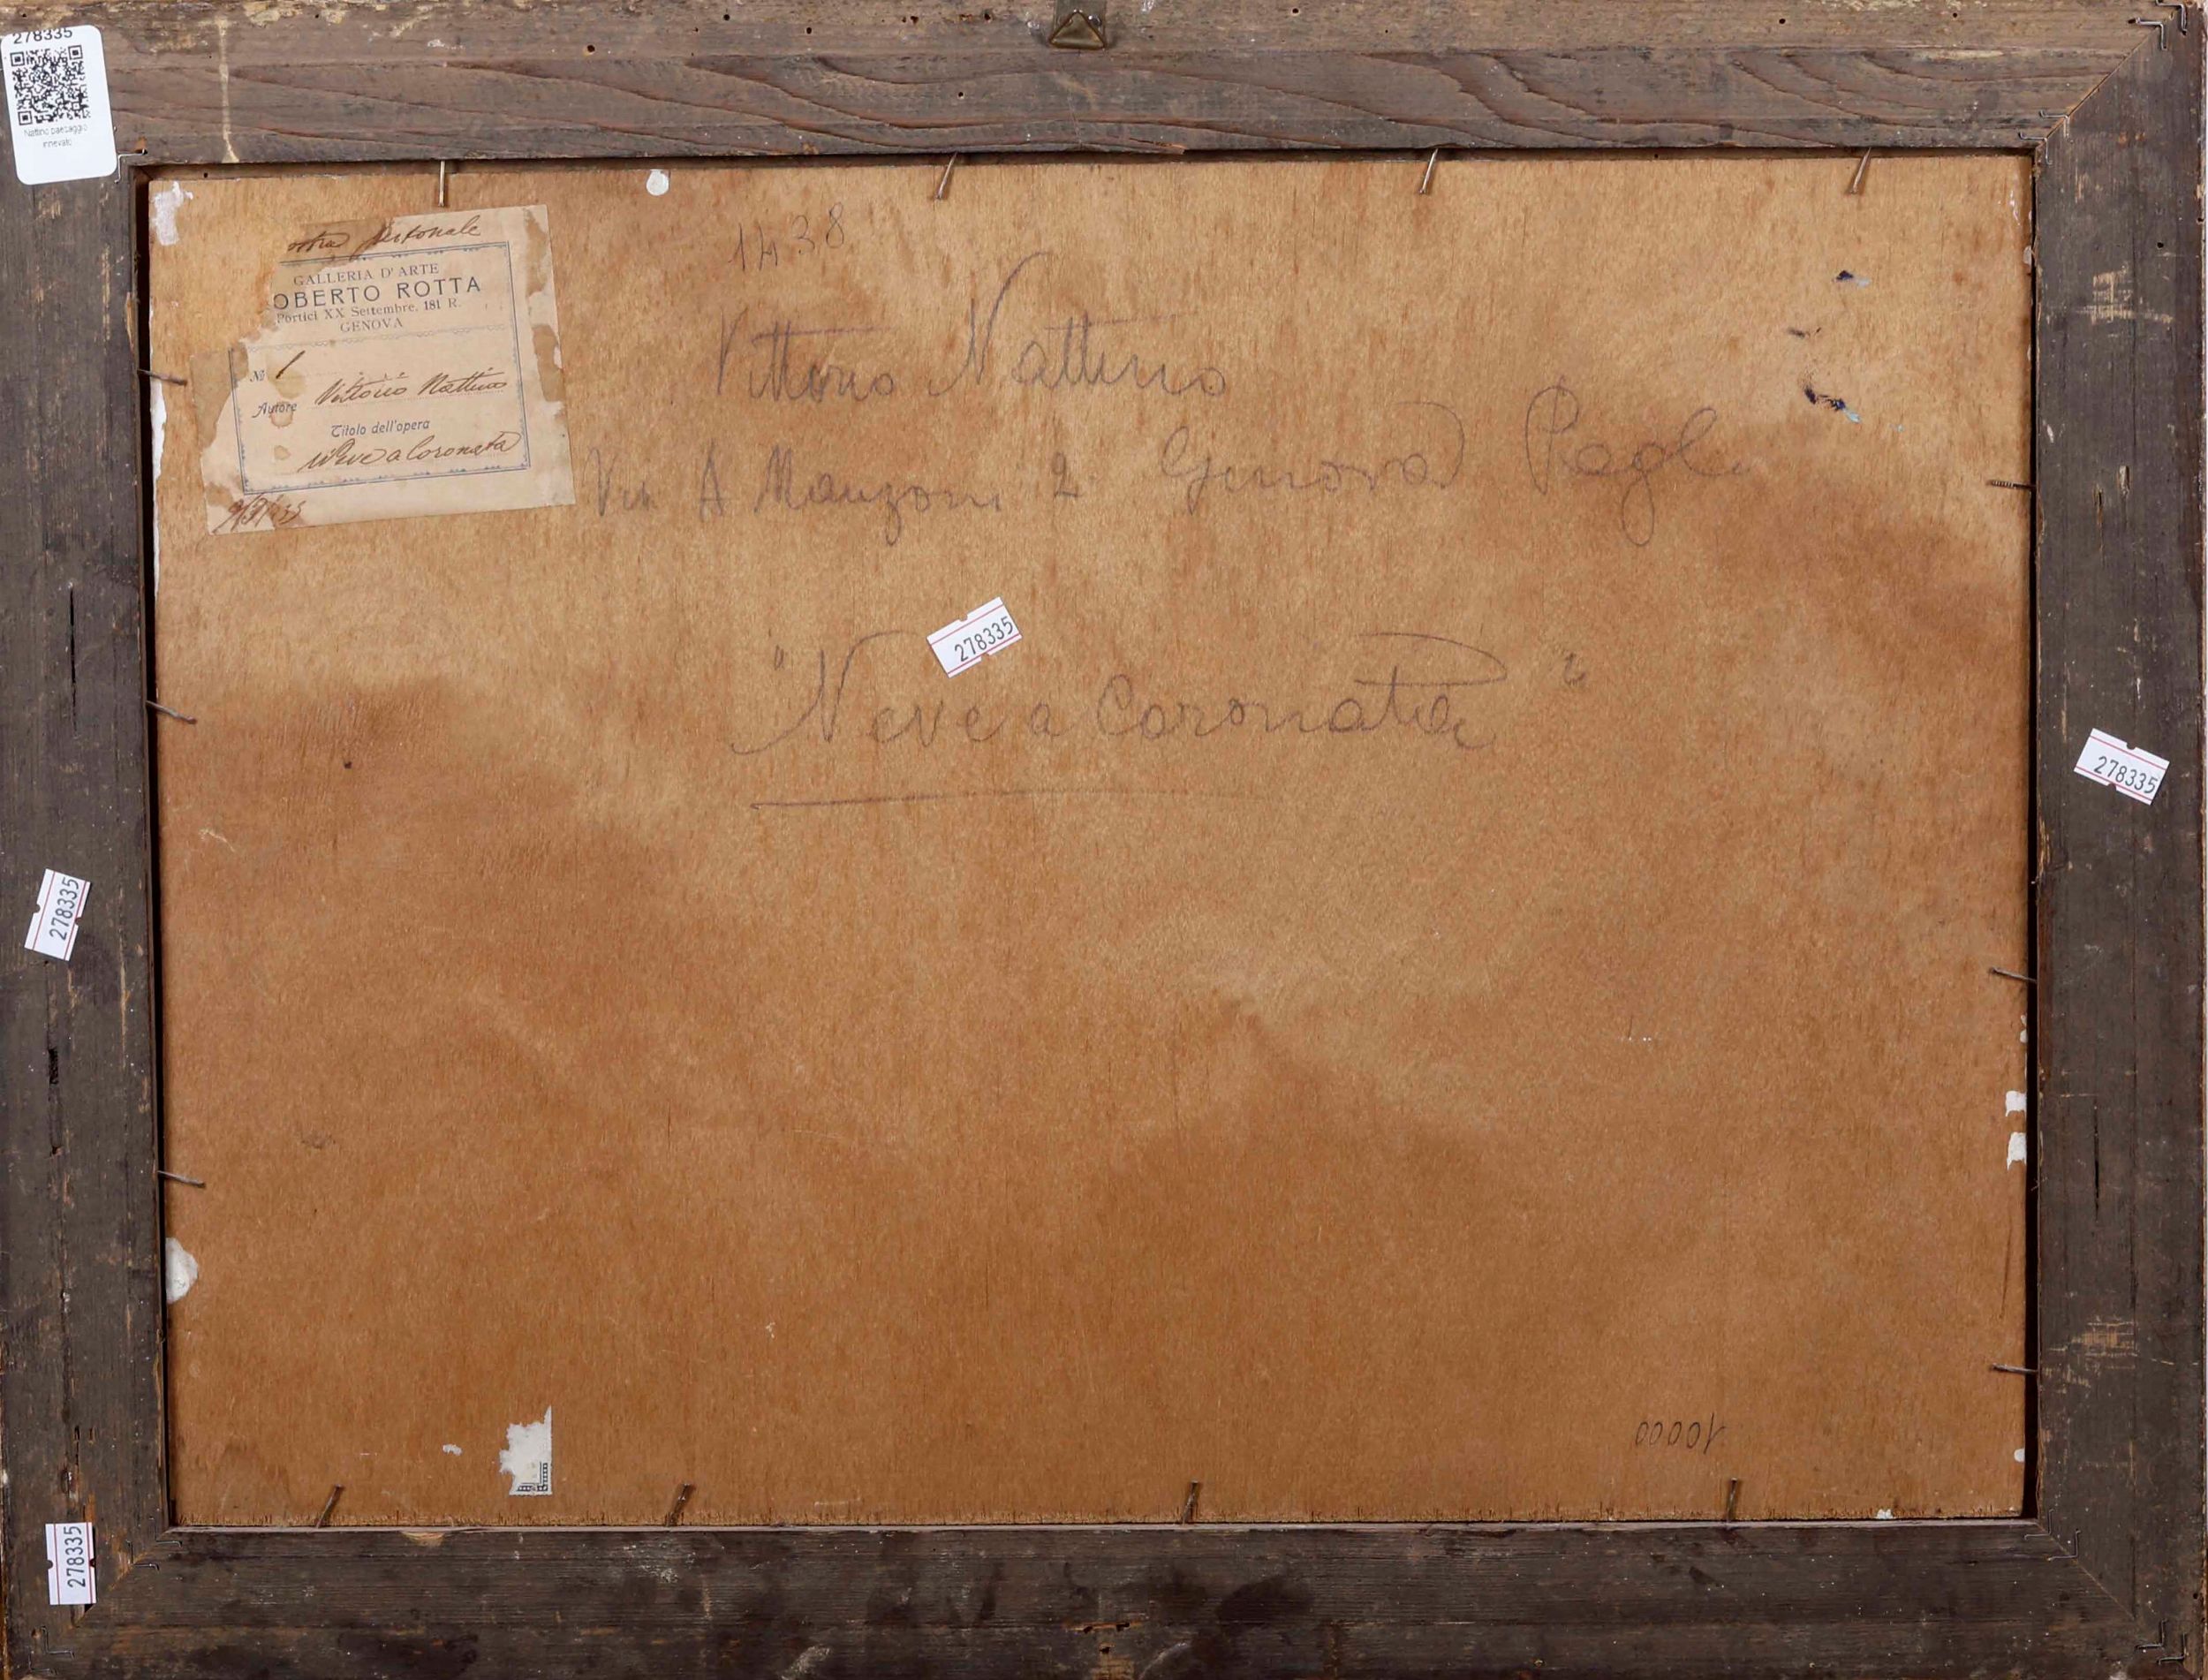 278335
Nattino paesaggio
innevato
ostra personale
GALLERIA D'ARTE
OBERTO ROTTA
Portici XX Settembre, 181 R.
GENOVA
№ 1
Autore Vittorio Nattino
Titolo dell'opera
Neve a Coronata
1438
Vittorio Nattino
Via A Manzoni 2 Genova Pegli
278335
"Neve a Coronata"
278335
278335
10000
278335